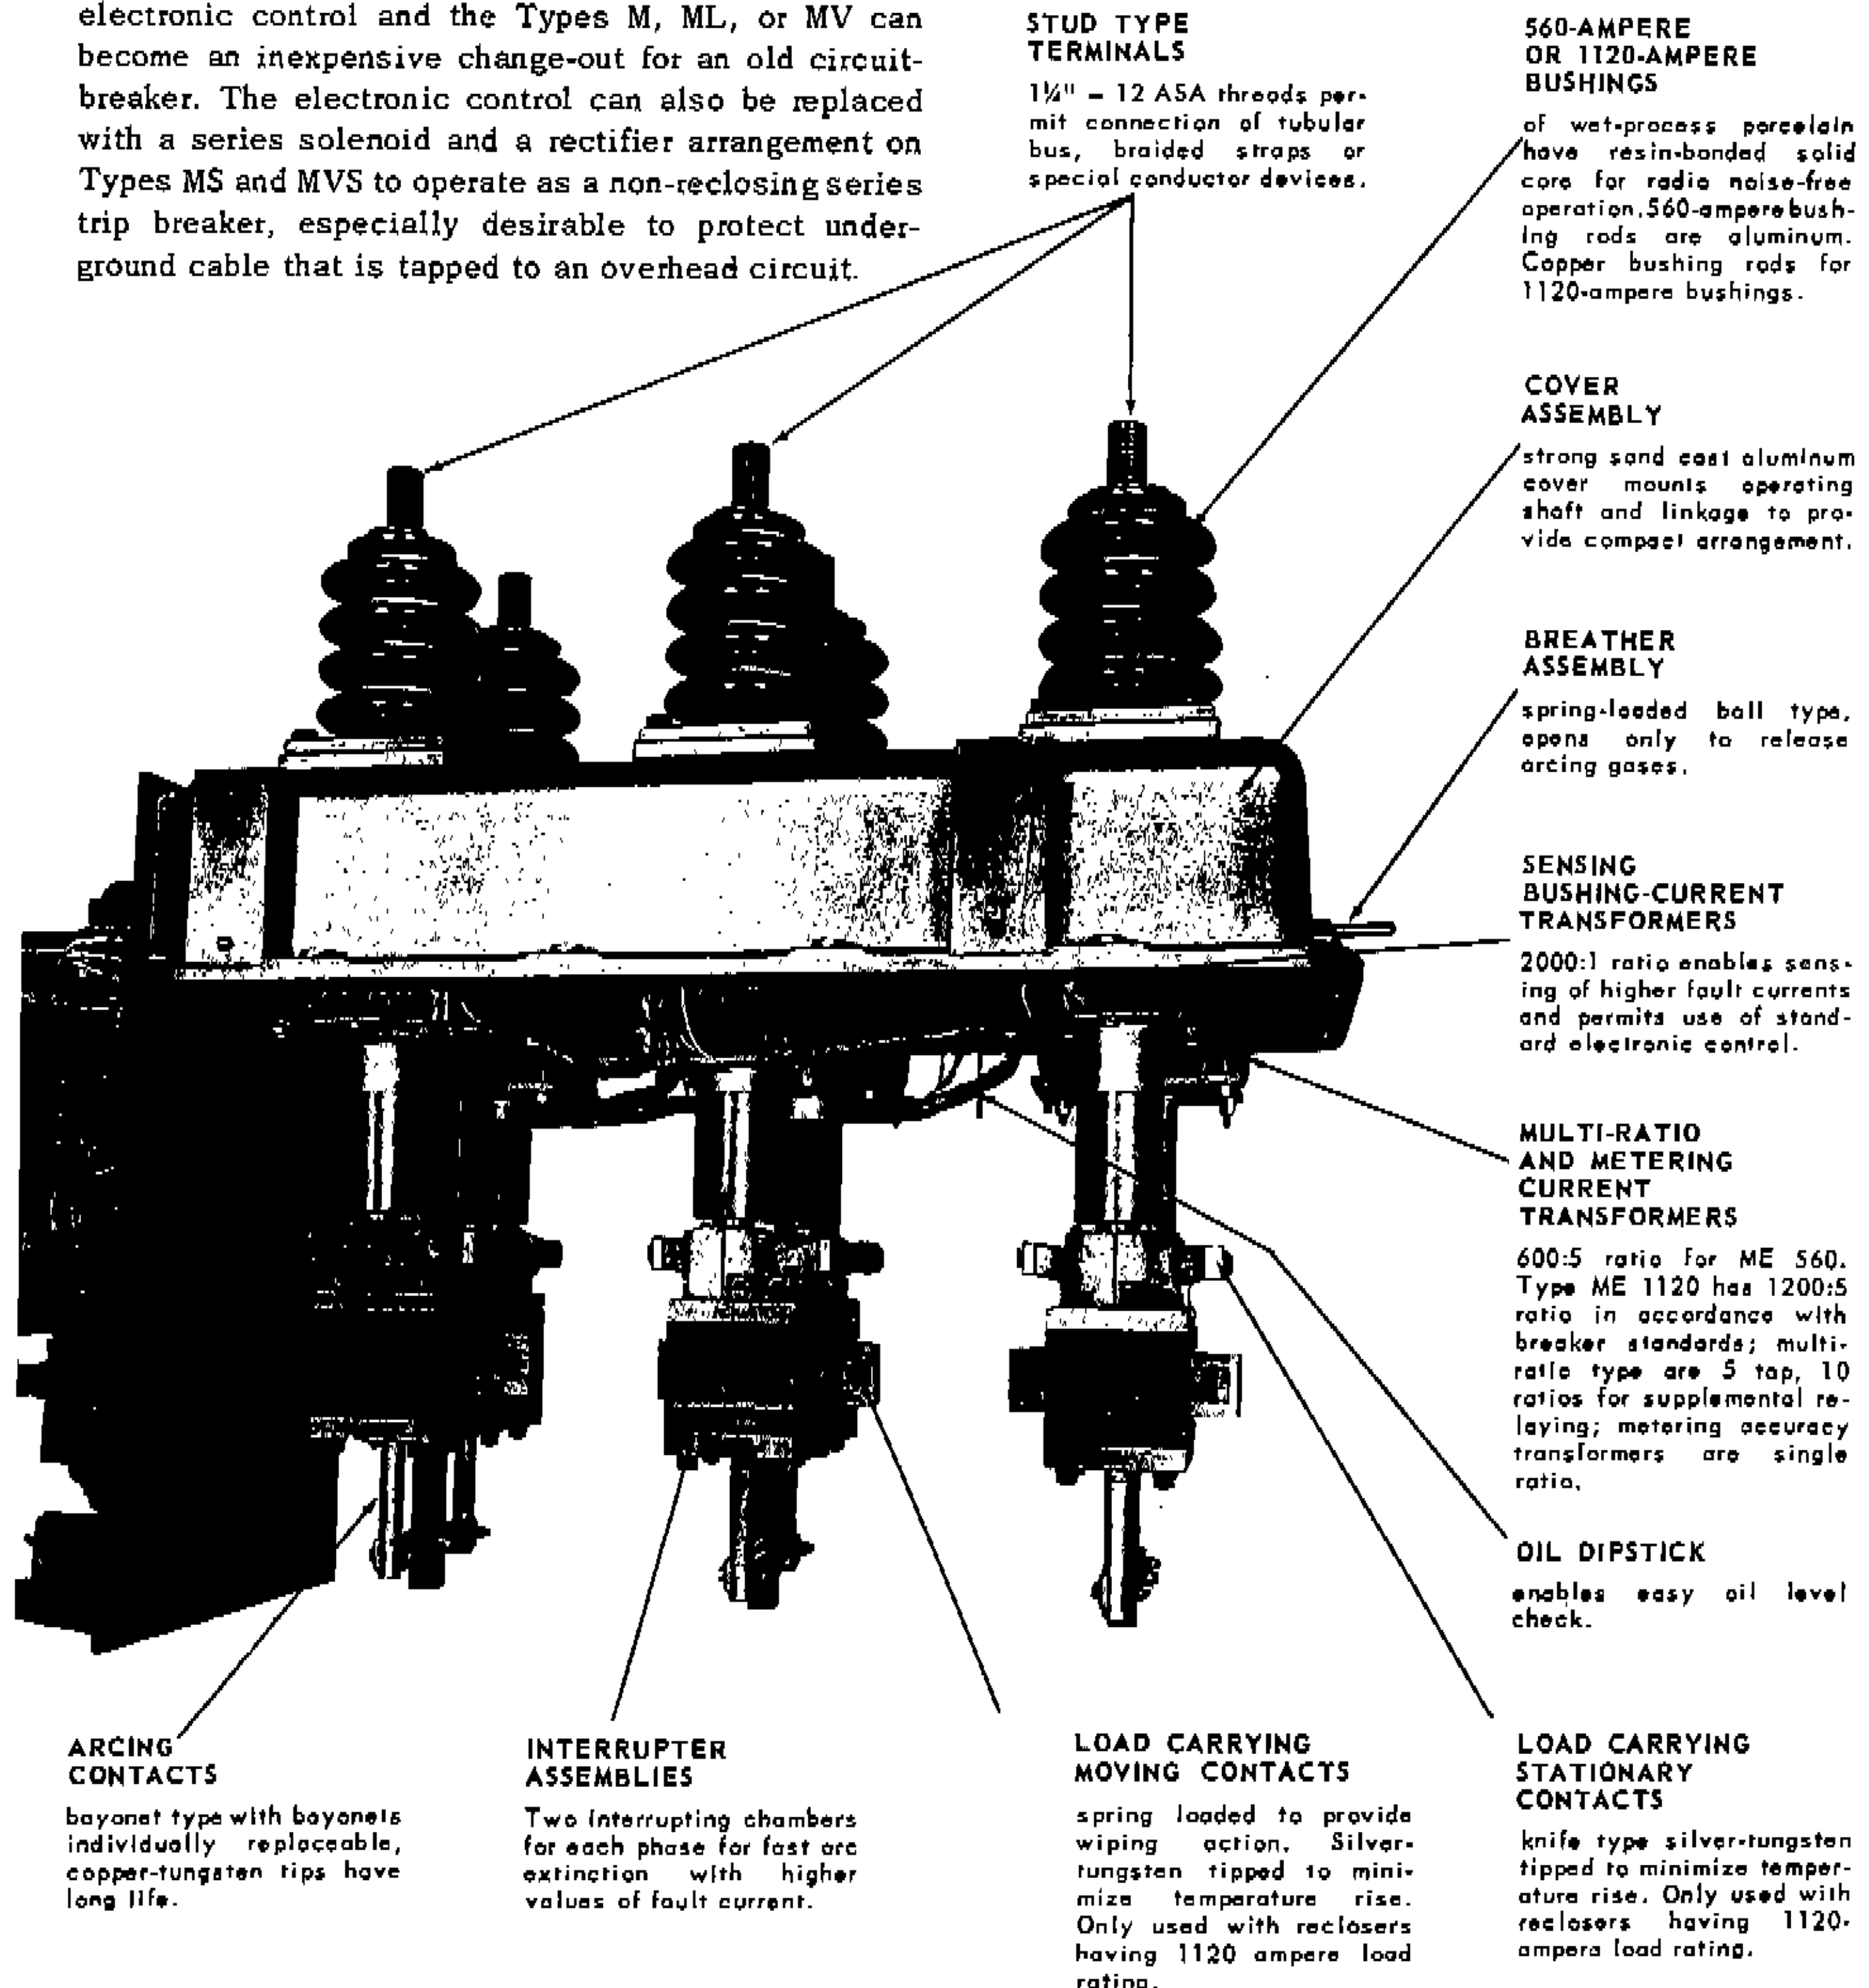 electronic control and the Types M, ML, or MV can
become an inexpensive change-out for an old circuit-
breaker. The electronic control can also be replaced
with a series solenoid and a rectifier arrangement on
Types MS and MVS to operate as a non-reclosing series
trip breaker, especially desirable to protect under-
ground cable that is tapped to an overhead circuit.
STUD TYPE
TERMINALS
1¼" – 12 ASA threads per-
mit connection of tubular
bus, braided straps or
special conductor devices.
560-AMPERE
OR 1120-AMPERE
BUSHINGS
of wet-process porcelain
have resin-bonded solid
core for radio noise-free
operation. 560-ampere bush-
ing rods are aluminum.
Copper bushing rods for
1120-ampere bushings.
COVER
ASSEMBLY
strong sand cast aluminum
cover mounts operating
shaft and linkage to pro-
vide compact arrangement.
BREATHER
ASSEMBLY
spring-loaded ball type,
opens only to release
arcing gases.
SENSING
BUSHING-CURRENT
TRANSFORMERS
2000:1 ratio enables sens-
ing of higher fault currents
and permits use of stand-
ard electronic control.
MULTI-RATIO
AND METERING
CURRENT
TRANSFORMERS
600:5 ratio for ME 560.
Type ME 1120 has 1200:5
ratio in accordance with
breaker standards; multi-
ratio type are 5 tap, 10
ratios for supplemental re-
laying; metering accuracy
transformers are single
ratio.
OIL DIPSTICK
enables easy oil level
check.
ARCING
CONTACTS
bayonet type with bayonets
individually replaceable,
copper-tungsten tips have
long life.
INTERRUPTER
ASSEMBLIES
Two interrupting chambers
for each phase for fast arc
extinction with higher
values of fault current.
LOAD CARRYING
MOVING CONTACTS
spring loaded to provide
wiping action. Silver-
tungsten tipped to mini-
mize temperature rise.
Only used with reclosers
having 1120 ampere load
rating.
LOAD CARRYING
STATIONARY
CONTACTS
knife type silver-tungsten
tipped to minimize temper-
ature rise. Only used with
reclosers having 1120-
ampere load rating.